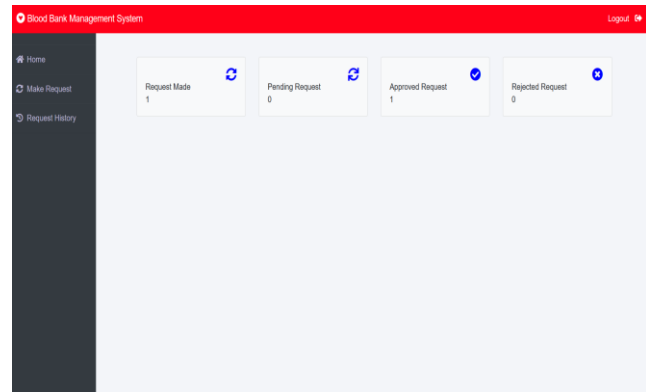 Blood Bank Management System
Logout
Home
Make Request
Request History
Request Made
1
Pending Request
0
Approved Request
1
Rejected Request
0